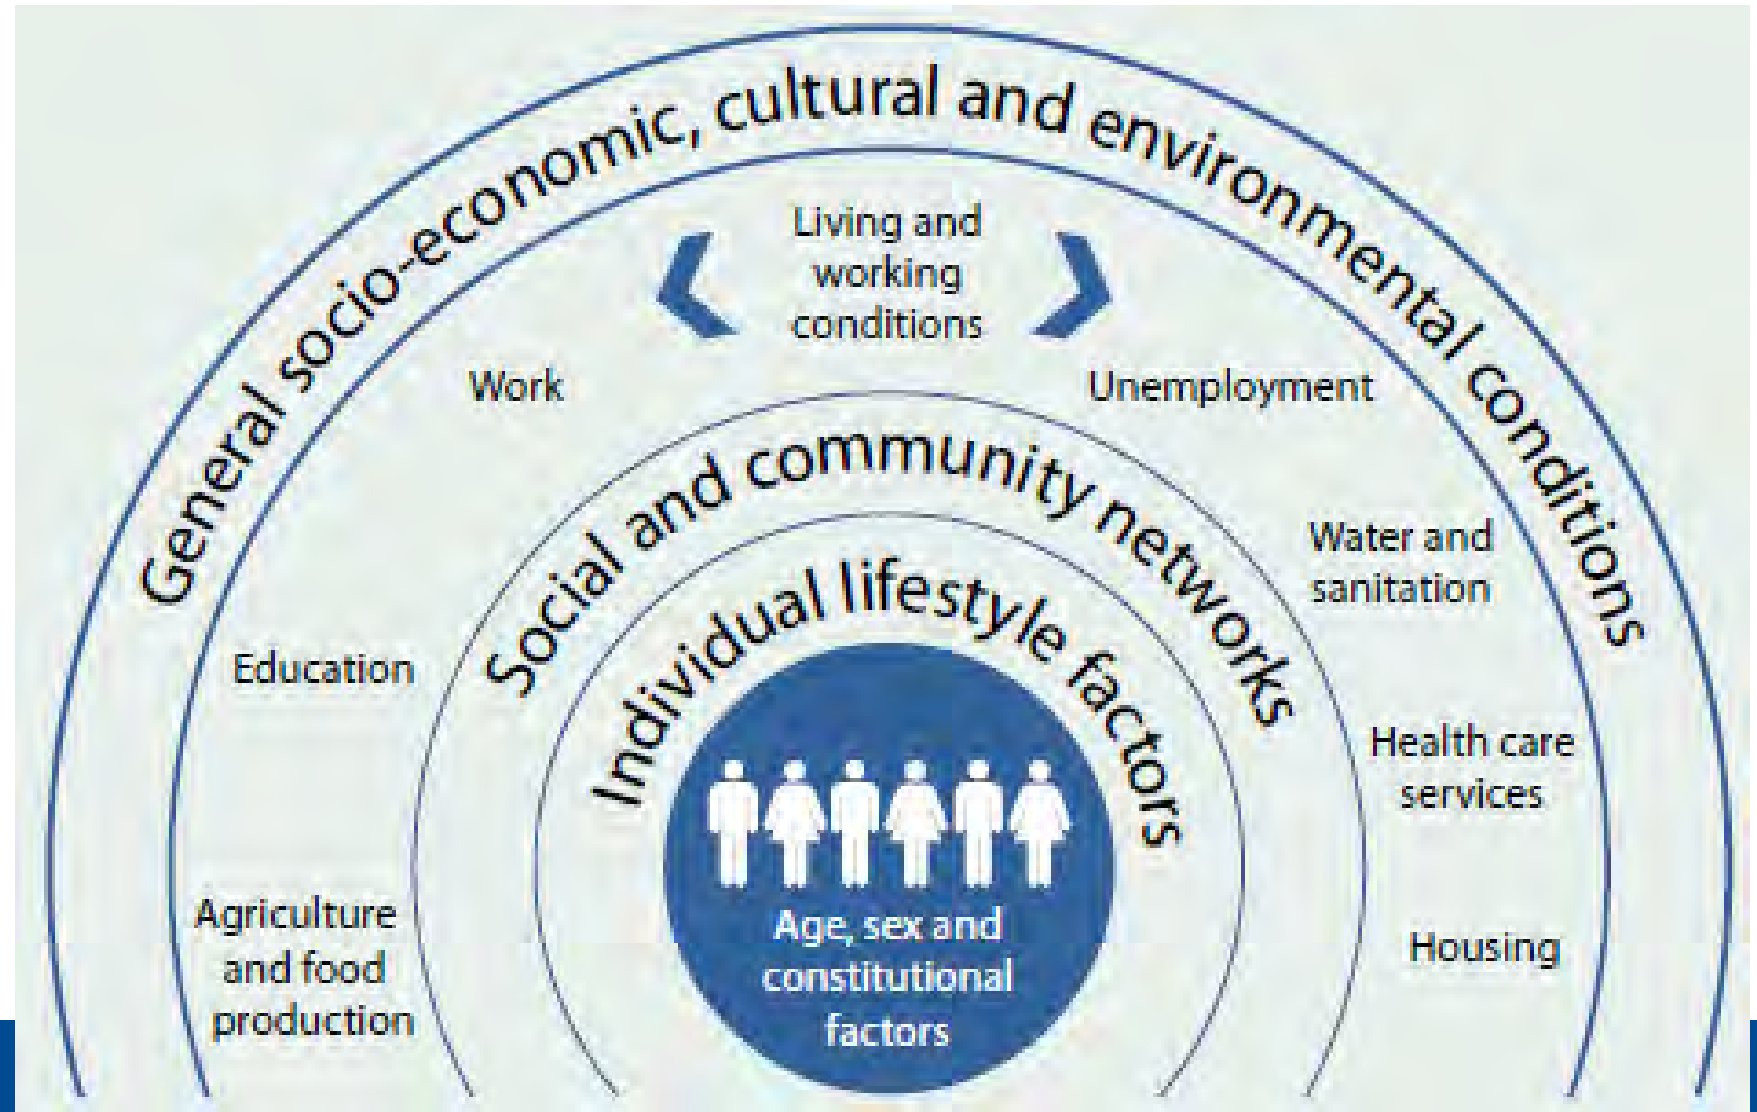 General socio-economic, cultural and environmental conditions
Living and
working
conditions
Work
Unemployment
Social and community networks
Water and
sanitation
Individual lifestyle factors
Education
Health care
services
Agriculture
and food
production
Housing
Age, sex and
constitutional
factors